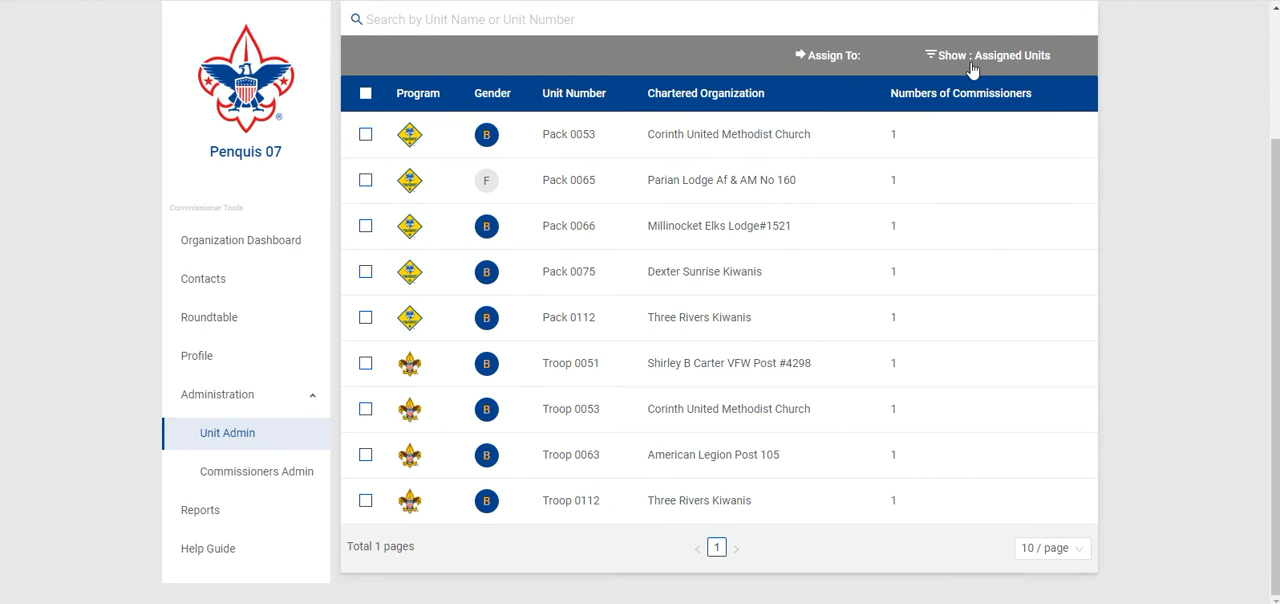 Search by Unit Name or Unit Number
Assign To: Show : Assigned Units
Program Gender Unit Number Chartered Organization Numbers of Commissioners
B Pack 0053 Corinth United Methodist Church 1
F Pack 0065 Parian Lodge Af & AM No 160 1
B Pack 0066 Millinocket Elks Lodge#1521 1
B Pack 0075 Dexter Sunrise Kiwanis 1
B Pack 0112 Three Rivers Kiwanis 1
B Troop 0051 Shirley B Carter VFW Post #4298 1
B Troop 0053 Corinth United Methodist Church 1
B Troop 0063 American Legion Post 105 1
B Troop 0112 Three Rivers Kiwanis 1
Total 1 pages < 1 > 10 / page
®
Penquis 07
Commissioner Tools
Organization Dashboard
Contacts
Roundtable
Profile
Administration
Unit Admin
Commissioners Admin
Reports
Help Guide